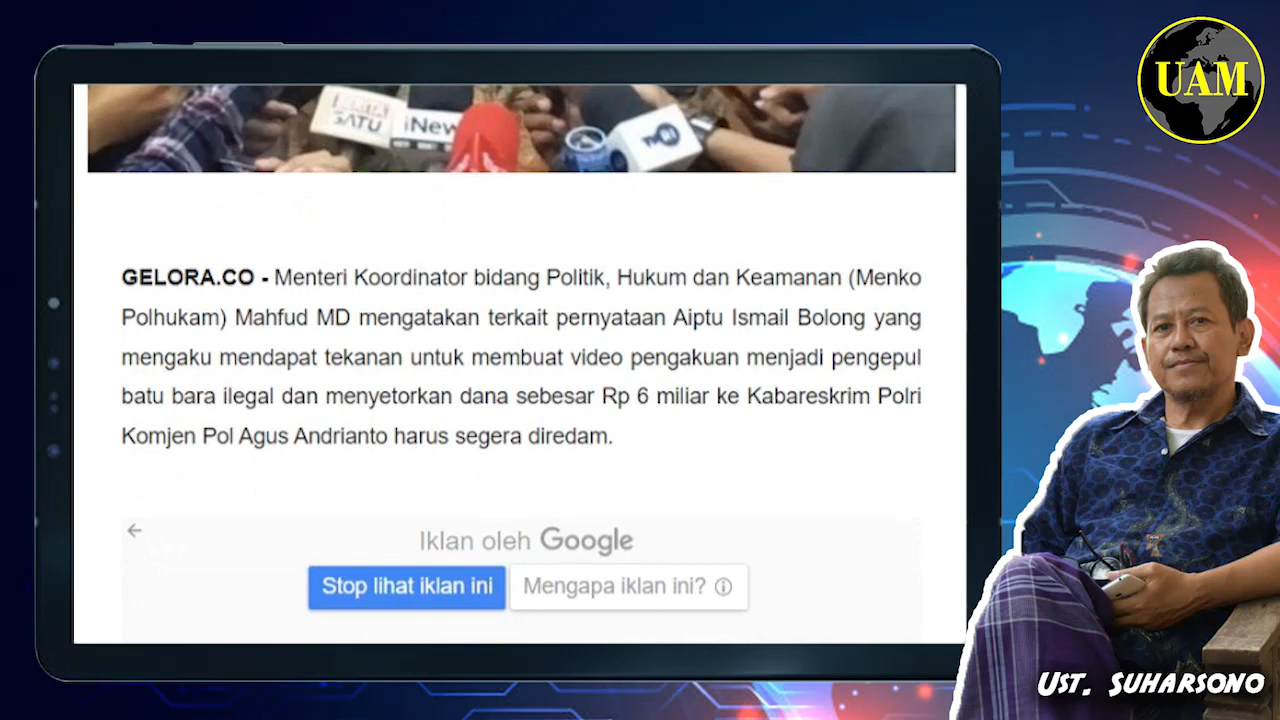 UAM
SATU
iNew
GELORA.CO - Menteri Koordinator bidang Politik, Hukum dan Keamanan (Menko
Polhukam) Mahfud MD mengatakan terkait pernyataan Aiptu Ismail Bolong yang
mengaku mendapat tekanan untuk membuat video pengakuan menjadi pengepul
batu bara ilegal dan menyetorkan dana sebesar Rp 6 miliar ke Kabareskrim Polri
Komjen Pol Agus Andrianto harus segera diredam.
Iklan oleh Google
Stop lihat iklan ini
Mengapa iklan ini?
Ust. Suharsono